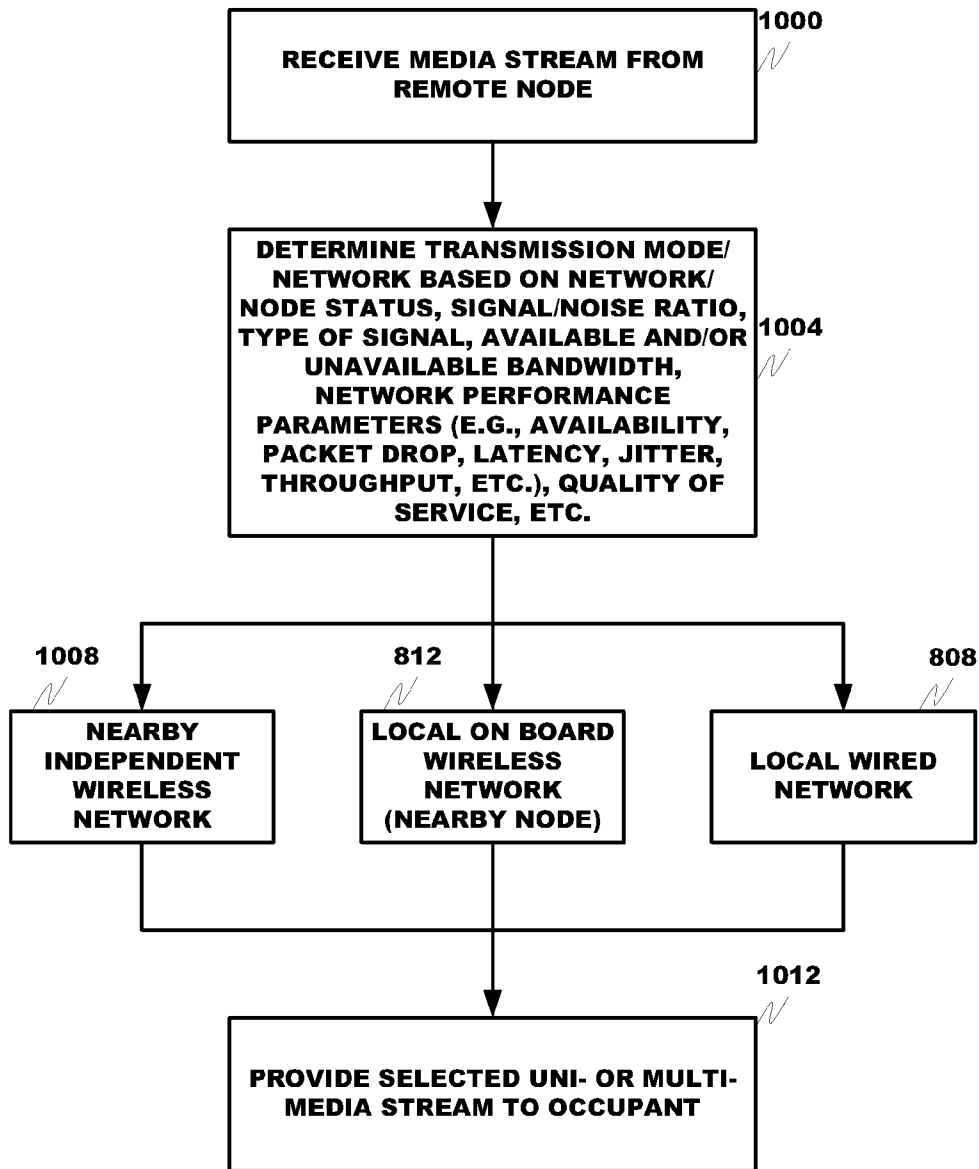 1000
RECEIVE MEDIA STREAM FROM
REMOTE NODE
DETERMINE TRANSMISSION MODE/
NETWORK BASED ON NETWORK/
NODE STATUS, SIGNAL/NOISE RATIO,
TYPE OF SIGNAL, AVAILABLE AND/OR
UNAVAILABLE BANDWIDTH,
NETWORK PERFORMANCE
PARAMETERS (E.G., AVAILABILITY,
PACKET DROP, LATENCY, JITTER,
THROUGHPUT, ETC.), QUALITY OF
SERVICE, ETC.
1004
1008
NEARBY
INDEPENDENT
WIRELESS
NETWORK
812
LOCAL ON BOARD
WIRELESS
NETWORK
(NEARBY NODE)
808
LOCAL WIRED
NETWORK
1012
PROVIDE SELECTED UNI- OR MULTI-
MEDIA STREAM TO OCCUPANT